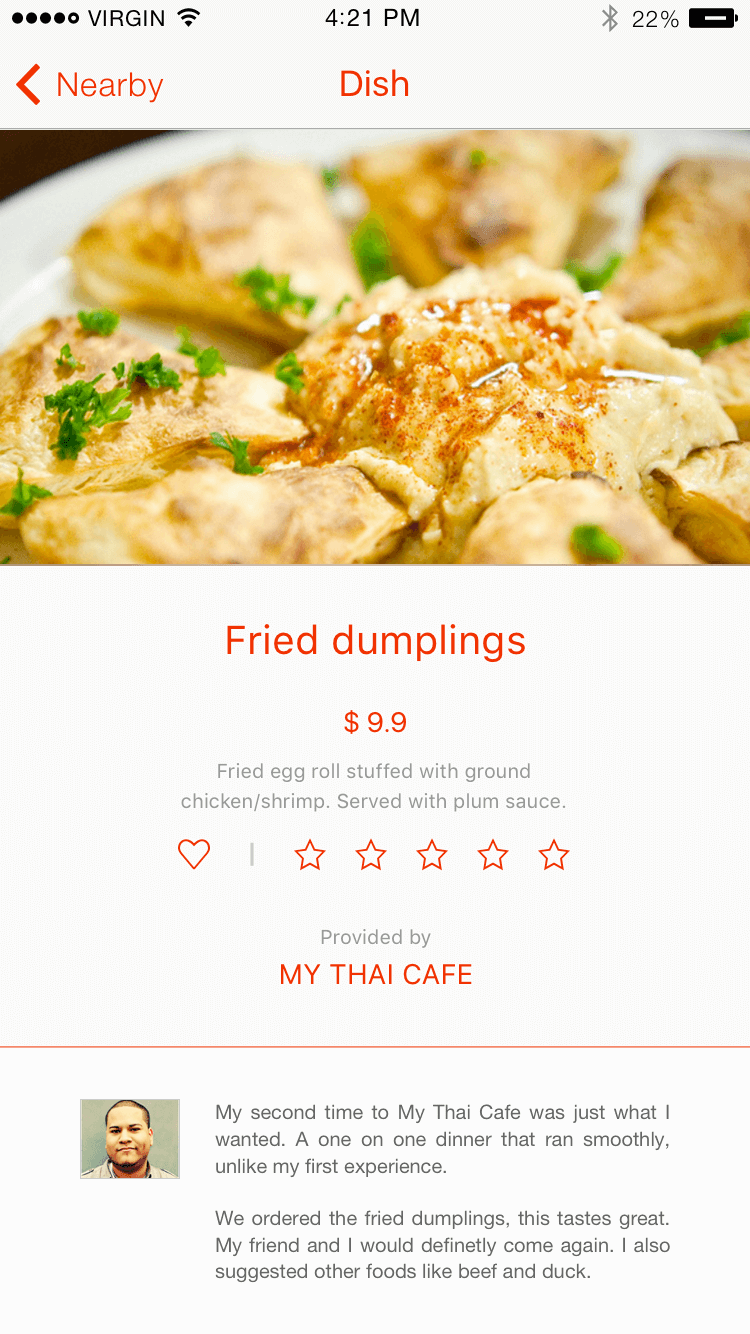 VIRGIN 4:21 PM 22%
Nearby Dish
Fried dumplings
$ 9.9
Fried egg roll stuffed with ground
chicken/shrimp. Served with plum sauce.
Provided by
MY THAI CAFE
My second time to My Thai Cafe was just what I
wanted. A one on one dinner that ran smoothly,
unlike my first experience.
We ordered the fried dumplings, this tastes great.
My friend and I would definetly come again. I also
suggested other foods like beef and duck.